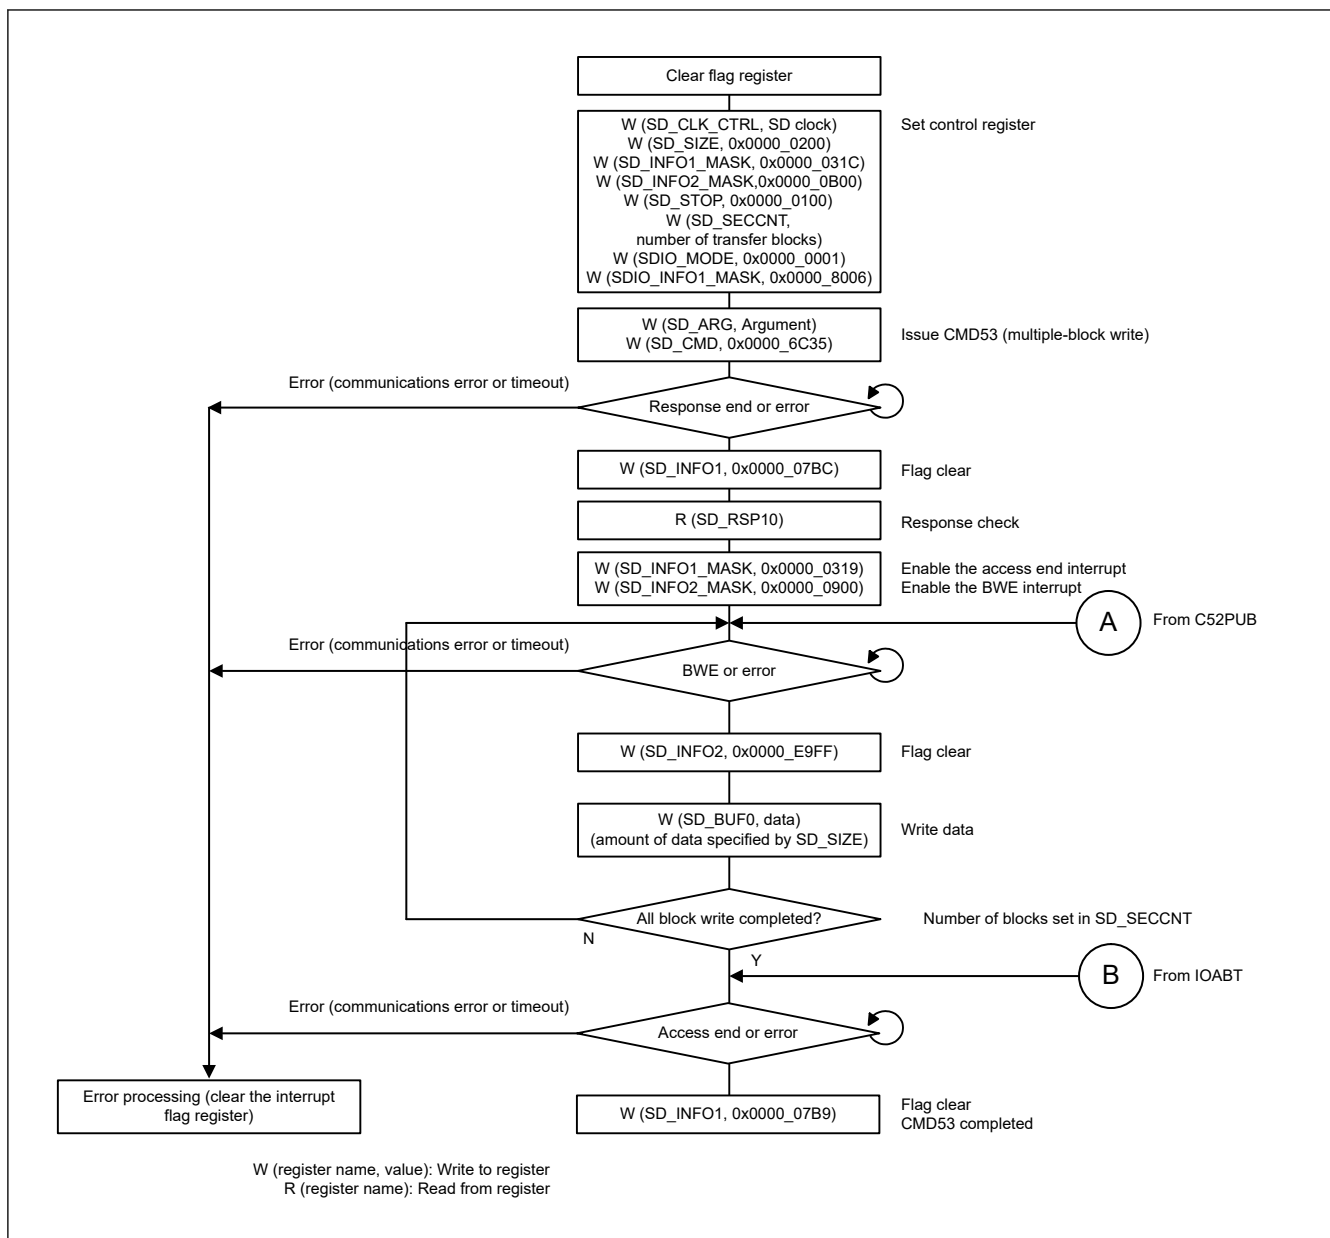 Clear flag register
W (SD_CLK_CTRL, SD clock)
W (SD_SIZE, 0x0000_0200)
W (SD_INFO1_MASK, 0x0000_031C)
W (SD_INFO2_MASK,0x0000_0B00)
W (SD_STOP, 0x0000_0100)
W (SD_SECCNT,
number of transfer blocks)
W (SDIO_MODE, 0x0000_0001)
W (SDIO_INFO1_MASK, 0x0000_8006)
Set control register
W (SD_ARG, Argument)
W (SD_CMD, 0x0000_6C35)
Issue CMD53 (multiple-block write)
Error (communications error or timeout)
Response end or error
W (SD_INFO1, 0x0000_07BC)
Flag clear
R (SD_RSP10)
Response check
W (SD_INFO1_MASK, 0x0000_0319)
W (SD_INFO2_MASK, 0x0000_0900)
Enable the access end interrupt
Enable the BWE interrupt
A
From C52PUB
Error (communications error or timeout)
BWE or error
W (SD_INFO2, 0x0000_E9FF)
Flag clear
W (SD_BUF0, data)
(amount of data specified by SD_SIZE)
Write data
All block write completed?
Number of blocks set in SD_SECCNT
N
Y
B
From IOABT
Error (communications error or timeout)
Access end or error
Error processing (clear the interrupt
flag register)
W (SD_INFO1, 0x0000_07B9)
Flag clear
CMD53 completed
W (register name, value): Write to register
R (register name): Read from register